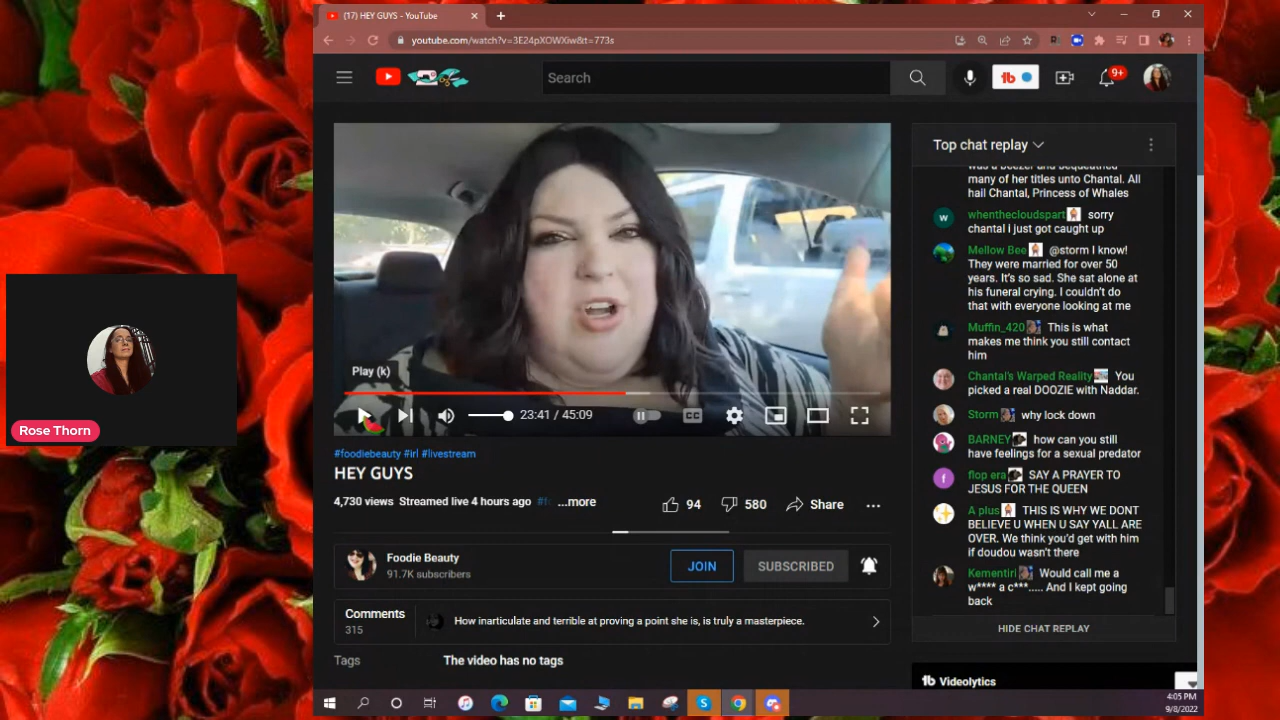 (17) HEY GUYS - YouTube
youtube.com/watch?v=3E24pXOWXiw&t=773s
Search
9+
Top chat replay
many of her titles unto Chantal. All
hail Chantal, Princess of Whales
whenthecloudspart sorry
chantal i just got caught up
Mellow Bee @storm I know!
They were married for over 50
years. It's so sad. She sat alone at
his funeral crying. I couldn't do
that with everyone looking at me
Muffin_420 This is what
makes me think you still contact
him
Chantal's Warped Reality You
picked a real DOOZIE with Naddar.
Storm why lock down
BARNEY how can you still
have feelings for a sexual predator
flop era SAY A PRAYER TO
JESUS FOR THE QUEEN
A plus THIS IS WHY WE DONT
BELIEVE U WHEN U SAY YALL ARE
OVER. We think you'd get with him
if doudou wasn't there
Kementiri Would call me a
w**** a c***..... And I kept going
back
HIDE CHAT REPLAY
Play (k)
23:41 / 45:09
CC
#foodiebeauty #irl #livestream
HEY GUYS
4,730 views Streamed live 4 hours ago ...more
94 580 Share
Foodie Beauty
91.7K subscribers
JOIN SUBSCRIBED
Comments
315
How inarticulate and terrible at proving a point she is, is truly a masterpiece.
Tags The video has no tags
tb Videolytics
4:05 PM
9/8/2022
Rose Thorn